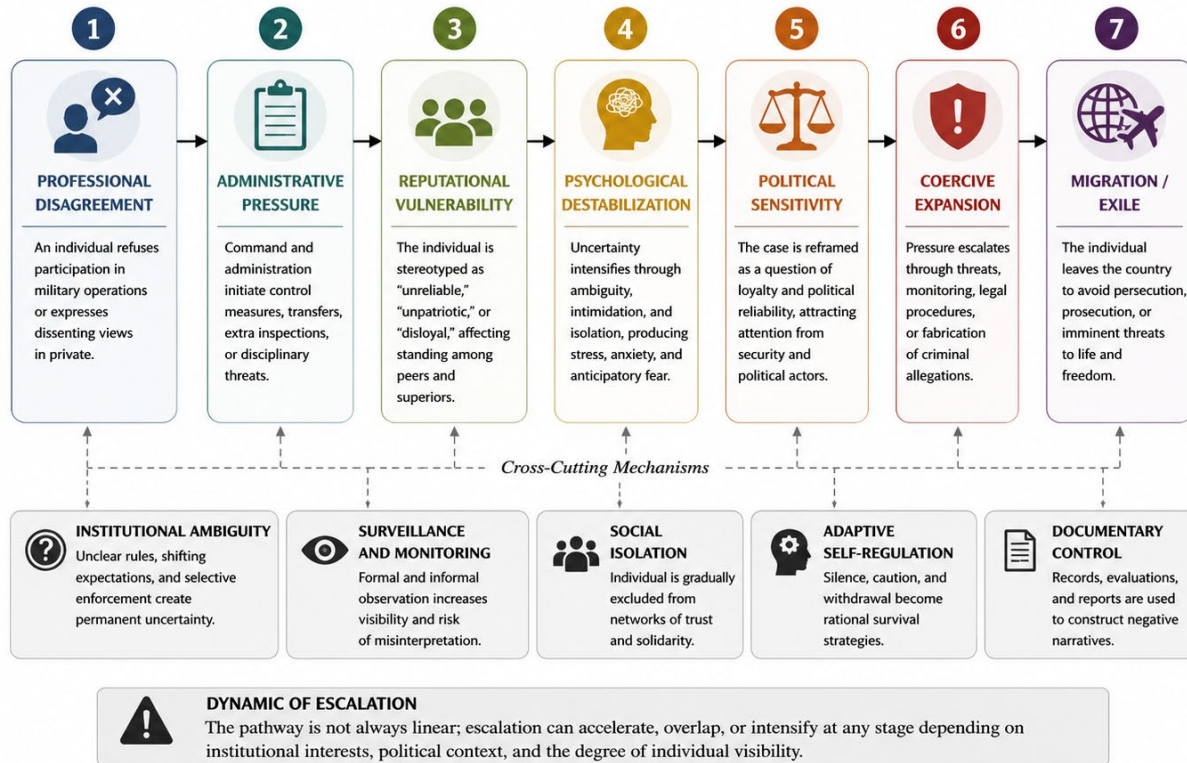 1
2
3
4
5
6
7
PROFESSIONAL
DISAGREEMENT
An individual refuses
participation in
military operations
or expresses
dissenting views
in private.
ADMINISTRATIVE
PRESSURE
Command and
administration
initiate control
measures, transfers,
extra inspections,
or disciplinary
threats.
REPUTATIONAL
VULNERABILITY
The individual is
stereotyped as
“unreliable,”
“unpatriotic,” or
“disloyal,” affecting
standing among
peers and
superiors.
PSYCHOLOGICAL
DESTABILIZATION
Uncertainty
intensifies through
ambiguity,
intimidation, and
isolation, producing
stress, anxiety, and
anticipatory fear.
POLITICAL
SENSITIVITY
The case is reframed
as a question of
loyalty and political
reliability, attracting
attention from
security and
political actors.
COERCIVE
EXPANSION
Pressure escalates
through threats,
monitoring, legal
procedures,
or fabrication
of criminal
allegations.
MIGRATION /
EXILE
The individual
leaves the country
to avoid persecution,
prosecution, or
imminent threats
to life and
freedom.
Cross-Cutting Mechanisms
INSTITUTIONAL AMBIGUITY
Unclear rules, shifting
expectations, and selective
enforcement create
permanent uncertainty.
SURVEILLANCE
AND MONITORING
Formal and informal
observation increases
visibility and risk
of misinterpretation.
SOCIAL
ISOLATION
Individual is gradually
excluded from
networks of trust
and solidarity.
ADAPTIVE
SELF-REGULATION
Silence, caution, and
withdrawal become
rational survival
strategies.
DOCUMENTARY
CONTROL
Records, evaluations,
and reports are used
to construct negative
narratives.
DYNAMIC OF ESCALATION
The pathway is not always linear; escalation can accelerate, overlap, or intensify at any stage depending on
institutional interests, political context, and the degree of individual visibility.